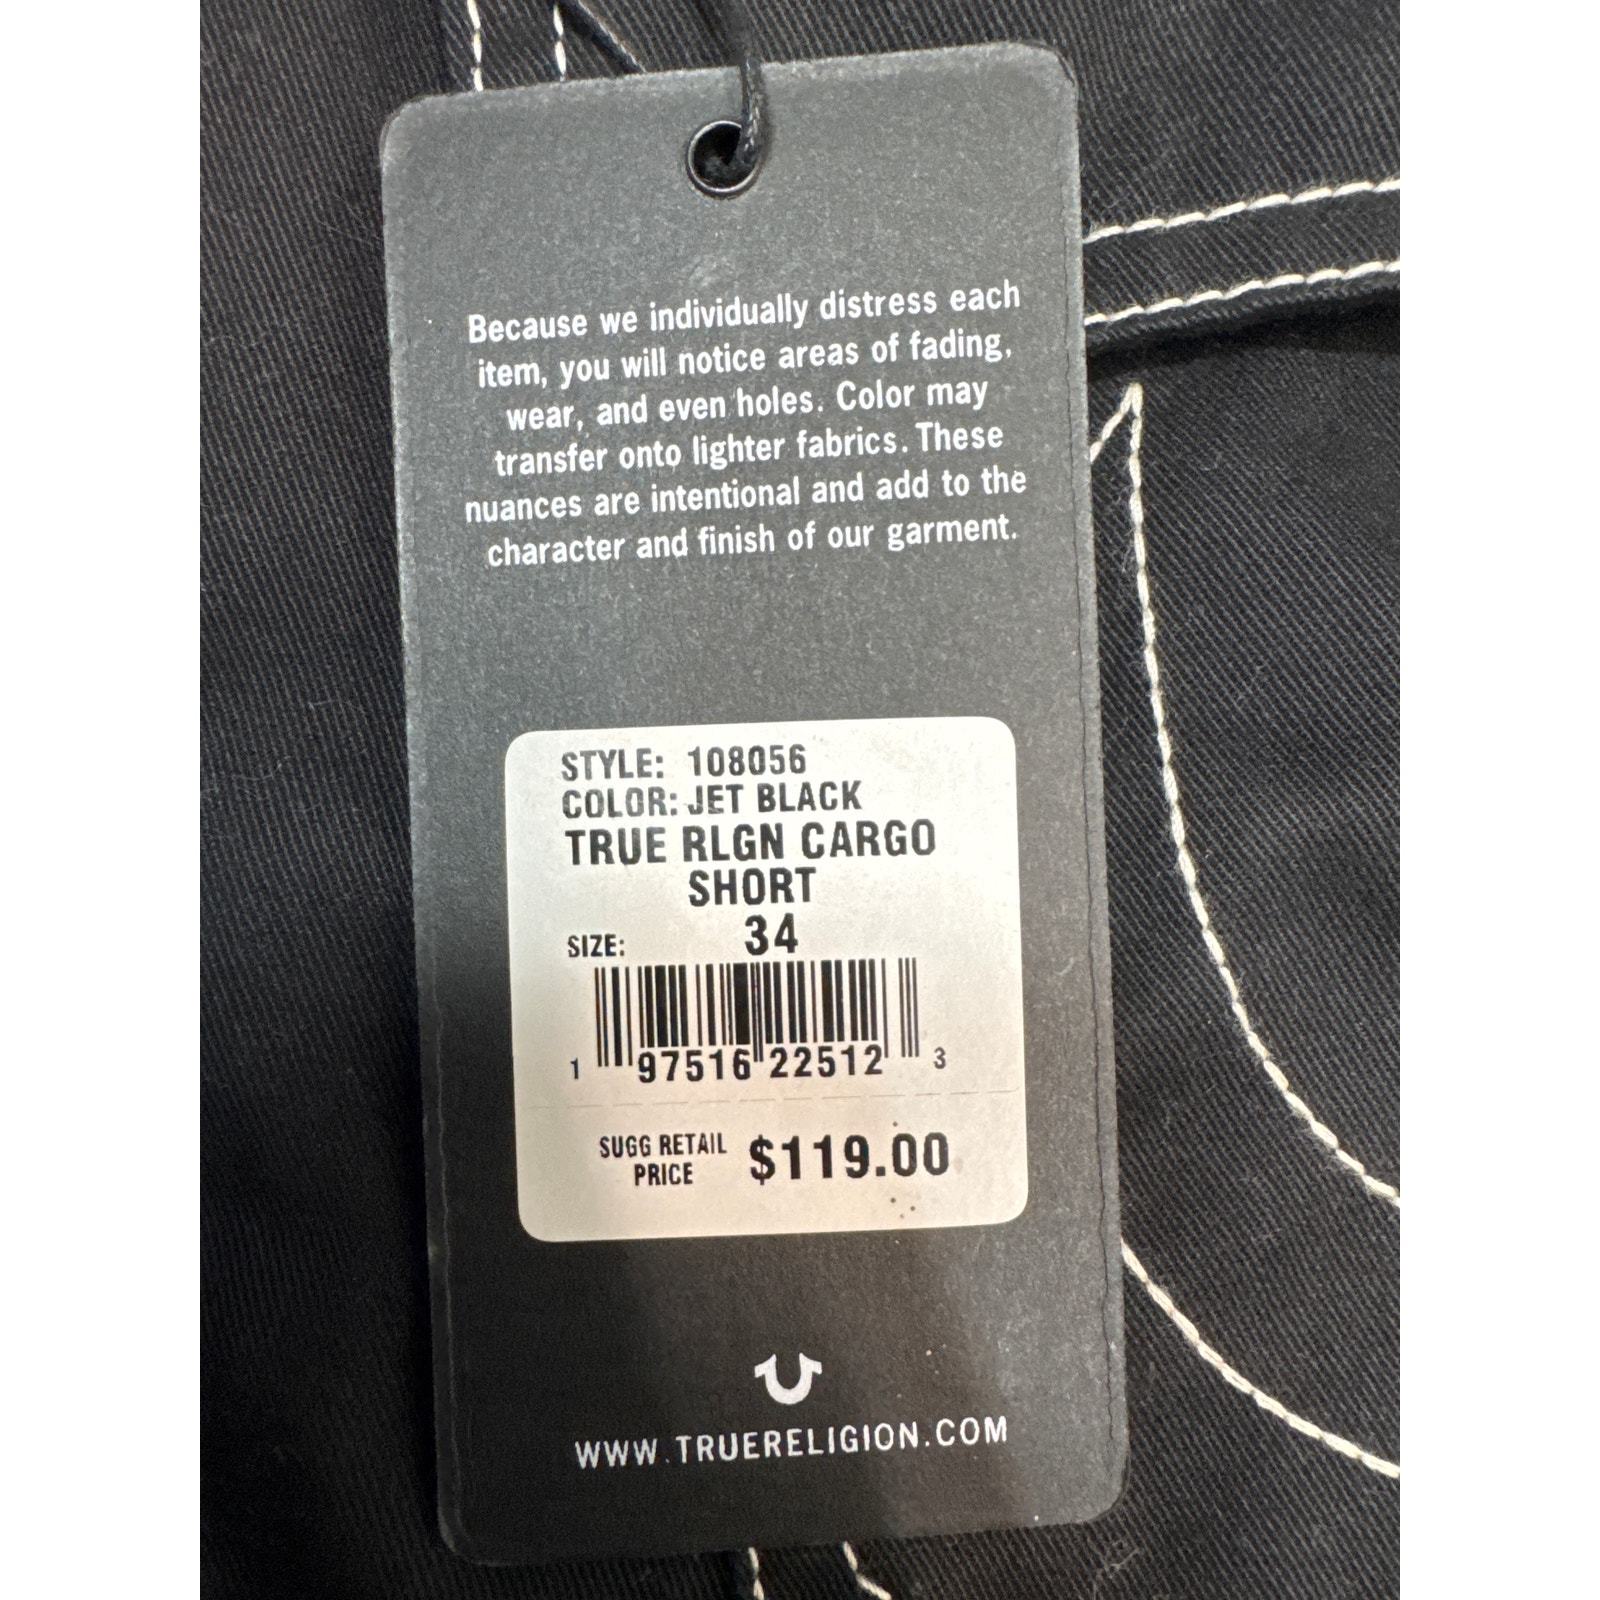 Because we individually distress each
item, you will notice areas of fading,
wear, and even holes. Color may
transfer onto lighter fabrics. These
nuances are intentional and add to the
character and finish of our garment.
STYLE: 108056
COLOR: JET BLACK
TRUE RLGN CARGO
SHORT
SIZE: 34
1 97516 22512 3
SUGG RETAIL
PRICE $119.00
WWW.TRUERELIGION.COM